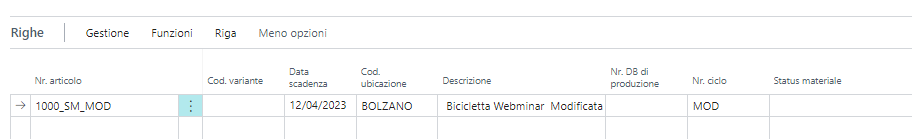 Righe Gestione Funzioni Riga Meno opzioni
Nr. articolo Cod. variante Data scadenza Cod. ubicazione Descrizione Nr. DB di produzione Nr. ciclo Status materiale
1000_SM_MOD 12/04/2023 BOLZANO Bicicletta Webminar Modificata MOD